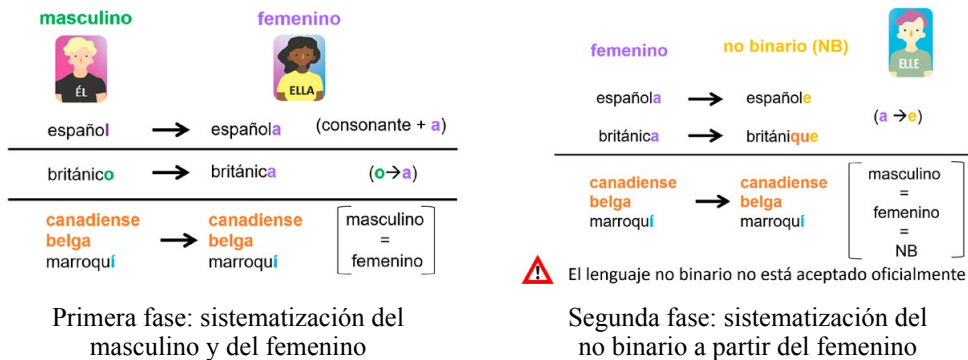 masculino
femenino
ÉL
ELLA
español → española (consonante + a)
británico → británica (o→a)
canadiense → canadiense
belga
belga
marroquí
marroquí
masculino
=
femenino
Primera fase: sistematización del
masculino y del femenino
femenino
no binario (NB)
ELLE
española → españole
británica → británique
(a → e)
canadiense → canadiense
belga
belga
marroquí
marroquí
masculino
=
femenino
=
NB
! El lenguaje no binario no está aceptado oficialmente
Segunda fase: sistematización del
no binario a partir del femenino